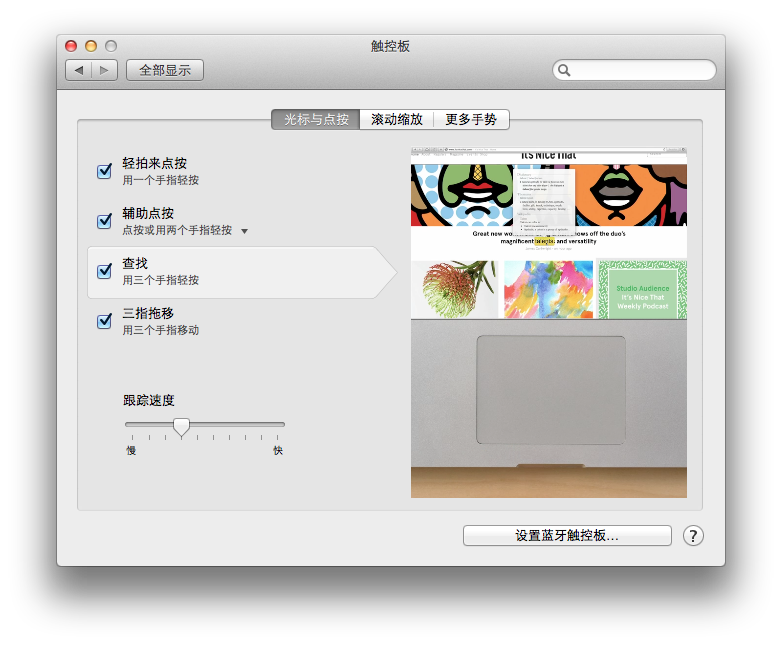 触控板
全部显示
光标与点按 滚动缩放 更多手势
轻拍来点按
用一个手指轻按
辅助点按
点按或用两个手指轻按
查找
用三个手指轻按
三指拖移
用三个手指移动
跟踪速度
慢 快
It's Nice That
Great new wo
ows off the duo's
magnificent
and versatility
Studio Audience
It's Nice That
Weekly Podcast
设置蓝牙触控板...
?